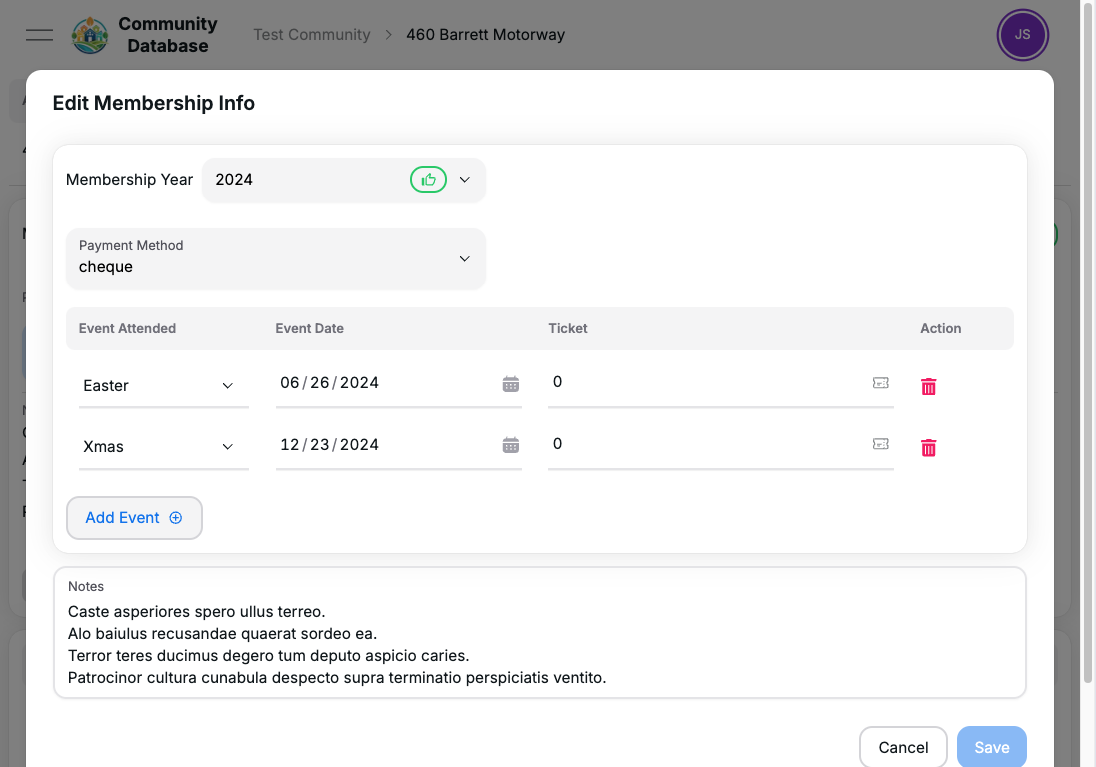 Community
Database
Test Community > 460 Barrett Motorway
JS
Edit Membership Info
Membership Year 2024
Payment Method
cheque
Event Attended Event Date Ticket Action
Easter 06/26/2024 0
Xmas 12/23/2024 0
Add Event
Notes
Caste asperiores spero ullus terreo.
Alo baiulus recusandae quaerat sordeo ea.
Terror teres ducimus degero tum deputo aspicio caries.
Patrocinor cultura cunabula despecto supra terminatio perspiciatis ventito.
Cancel Save